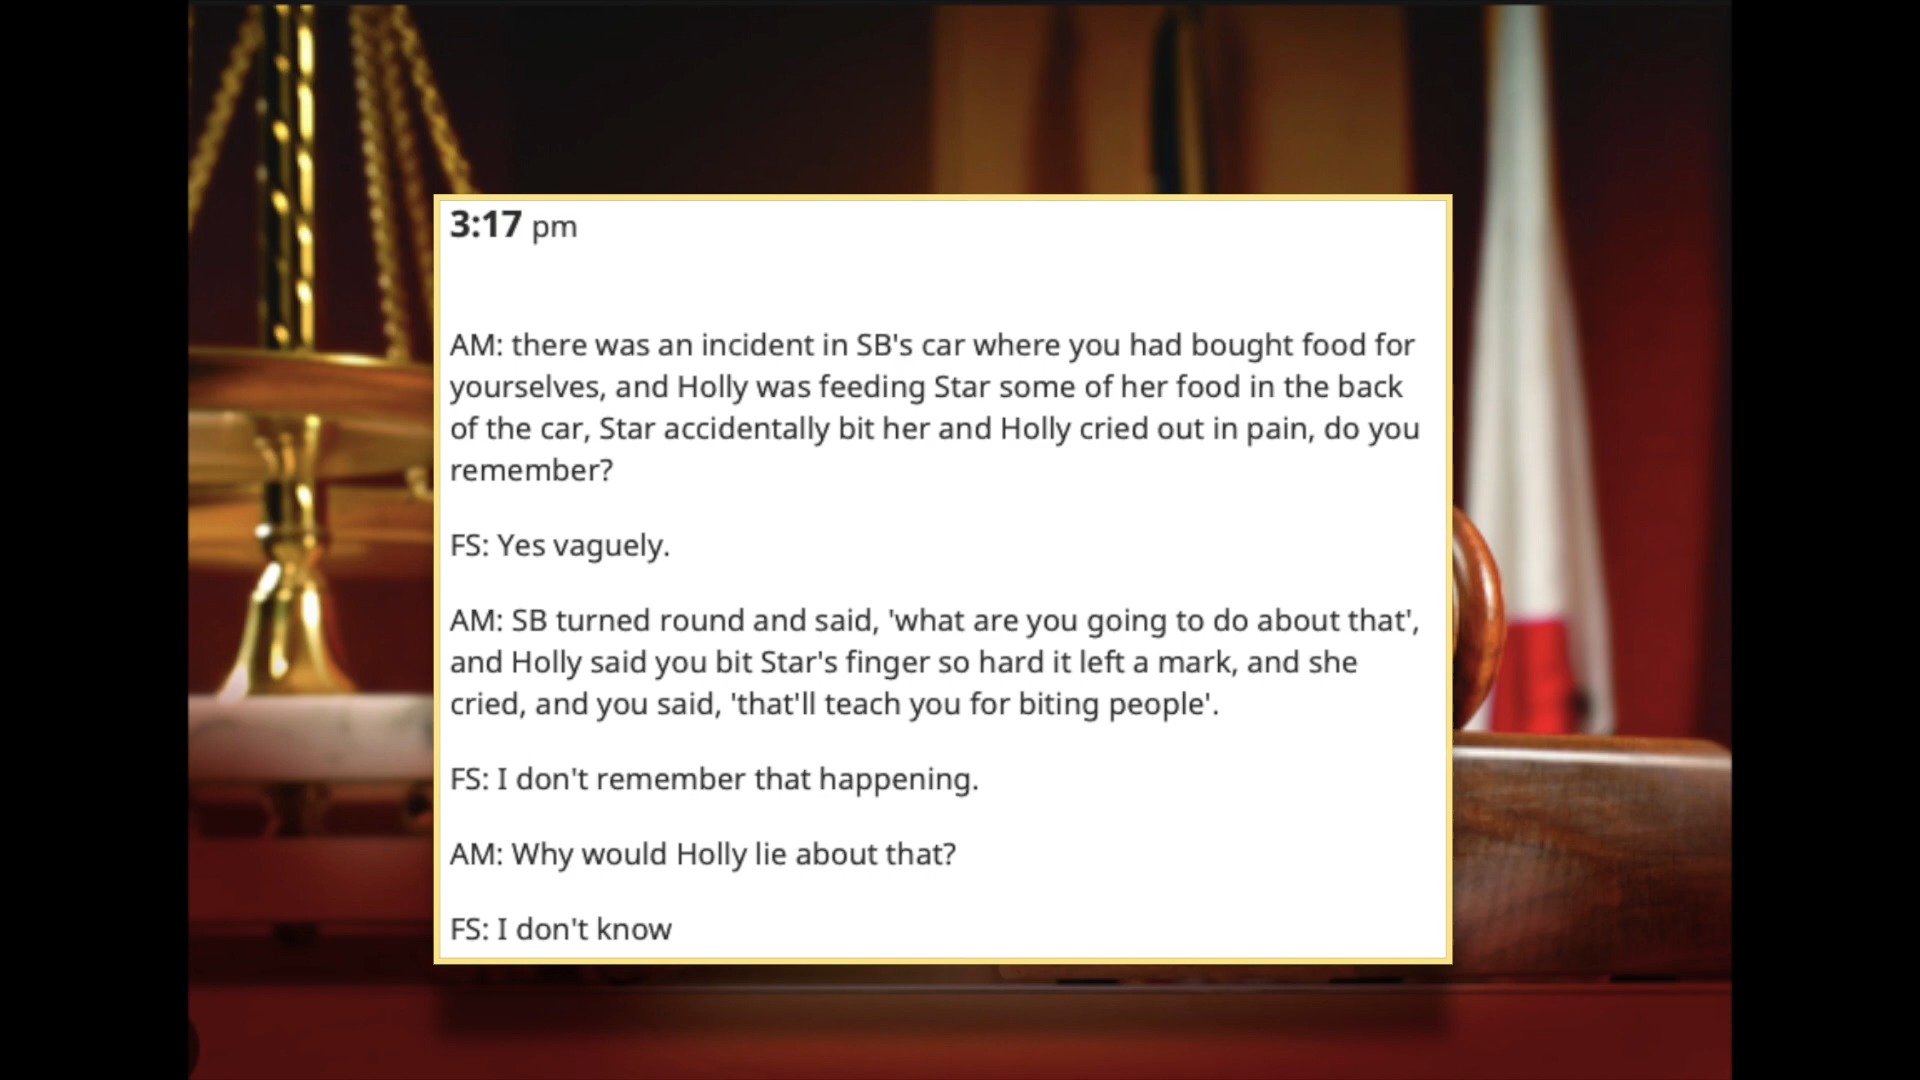 3:17 pm
AM: there was an incident in SB's car where you had bought food for
yourselves, and Holly was feeding Star some of her food in the back
of the car, Star accidentally bit her and Holly cried out in pain, do you
remember?
FS: Yes vaguely.
AM: SB turned round and said, 'what are you going to do about that',
and Holly said you bit Star's finger so hard it left a mark, and she
cried, and you said, 'that'll teach you for biting people'.
FS: I don't remember that happening.
AM: Why would Holly lie about that?
FS: I don't know